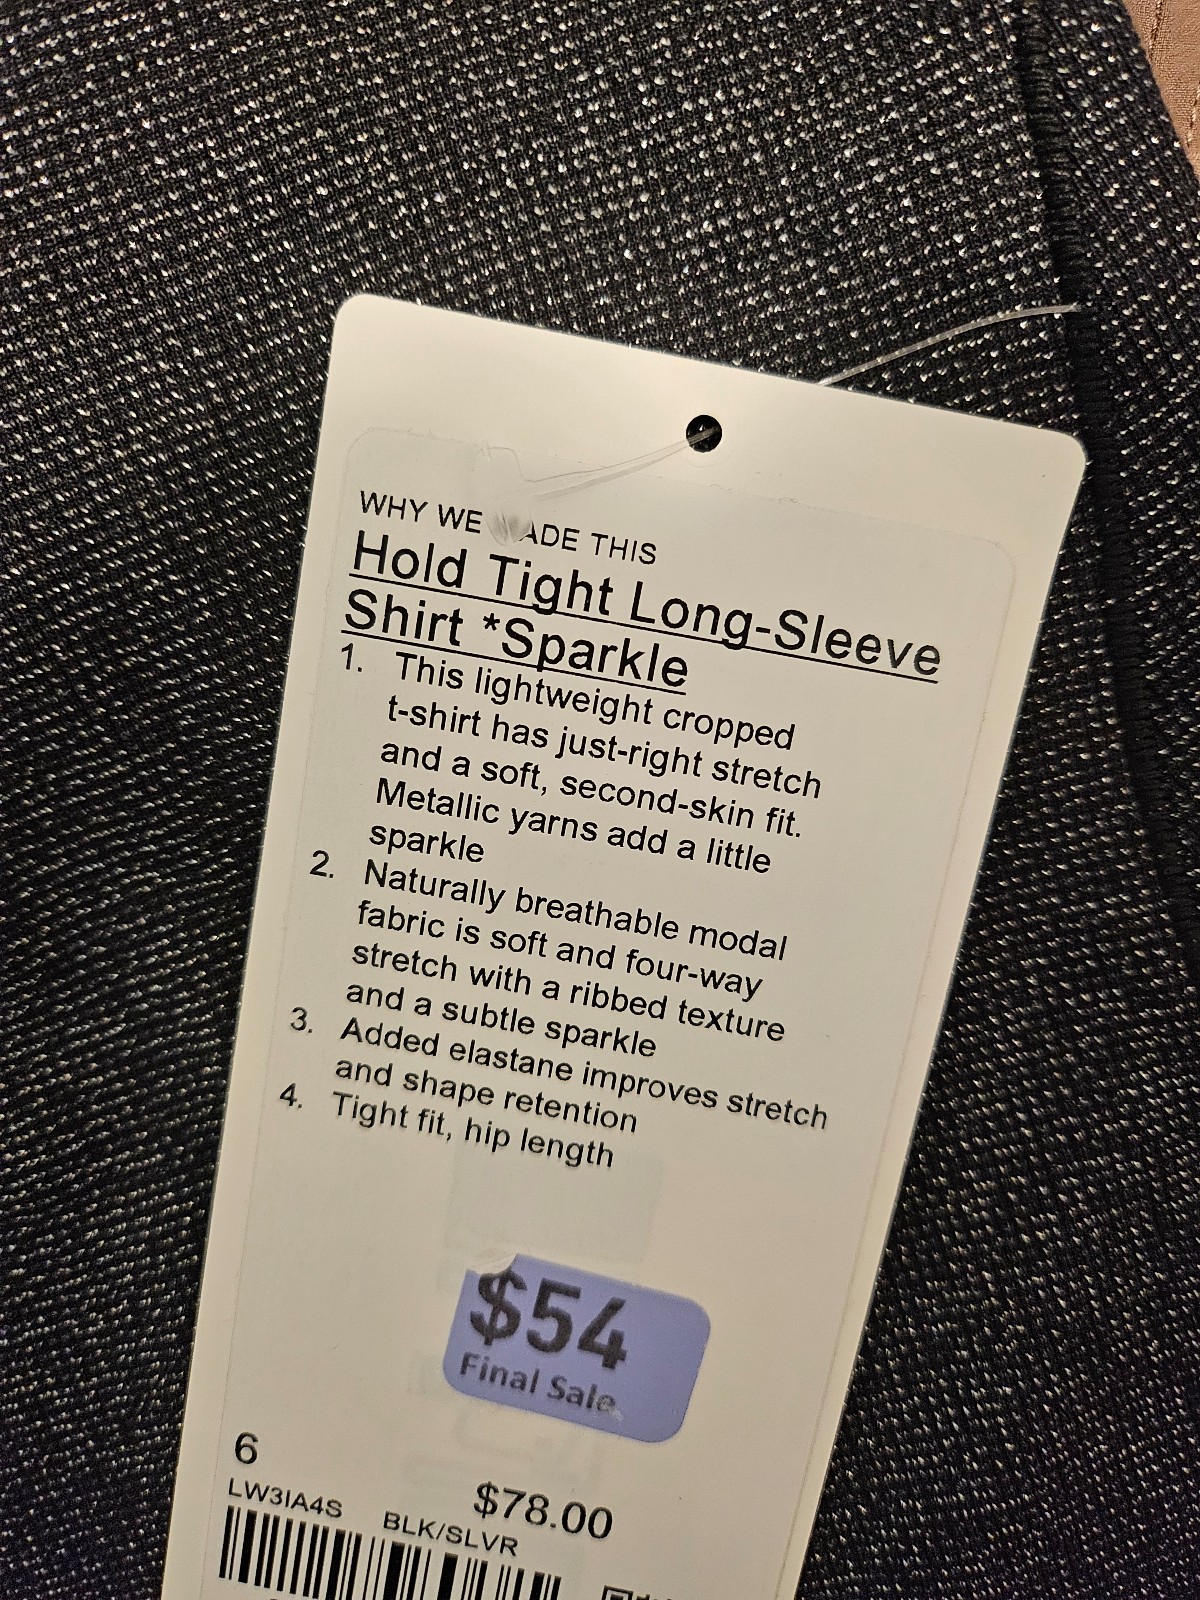 WHY WE ADE THIS
Hold Tight Long-Sleeve
Shirt *Sparkle
1. This lightweight cropped
t-shirt has just-right stretch
and a soft, second-skin fit.
Metallic yarns add a little
sparkle
2. Naturally breathable modal
fabric is soft and four-way
stretch with a ribbed texture
and a subtle sparkle
3. Added elastane improves stretch
and shape retention
4. Tight fit, hip length
$54
Final Sale
6
$78.00
LW3IA4S BLK/SLVR